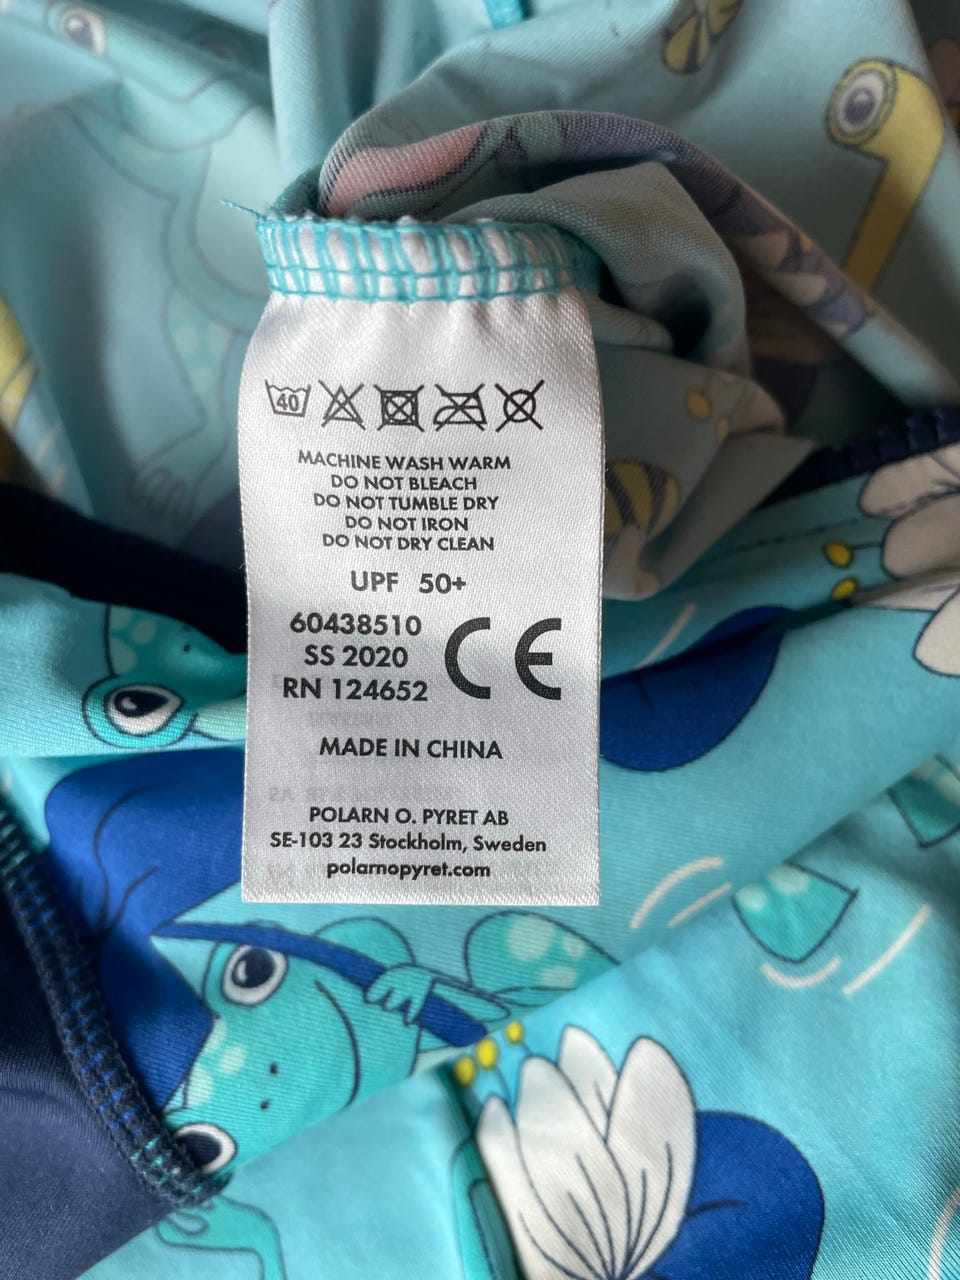 40
MACHINE WASH WARM
DO NOT BLEACH
DO NOT TUMBLE DRY
DO NOT IRON
DO NOT DRY CLEAN
UPF 50+
60438510
SS 2020
RN 124652
CE
MADE IN CHINA
POLARN O. PYRET AB
SE-103 23 Stockholm, Sweden
polarnopyret.com